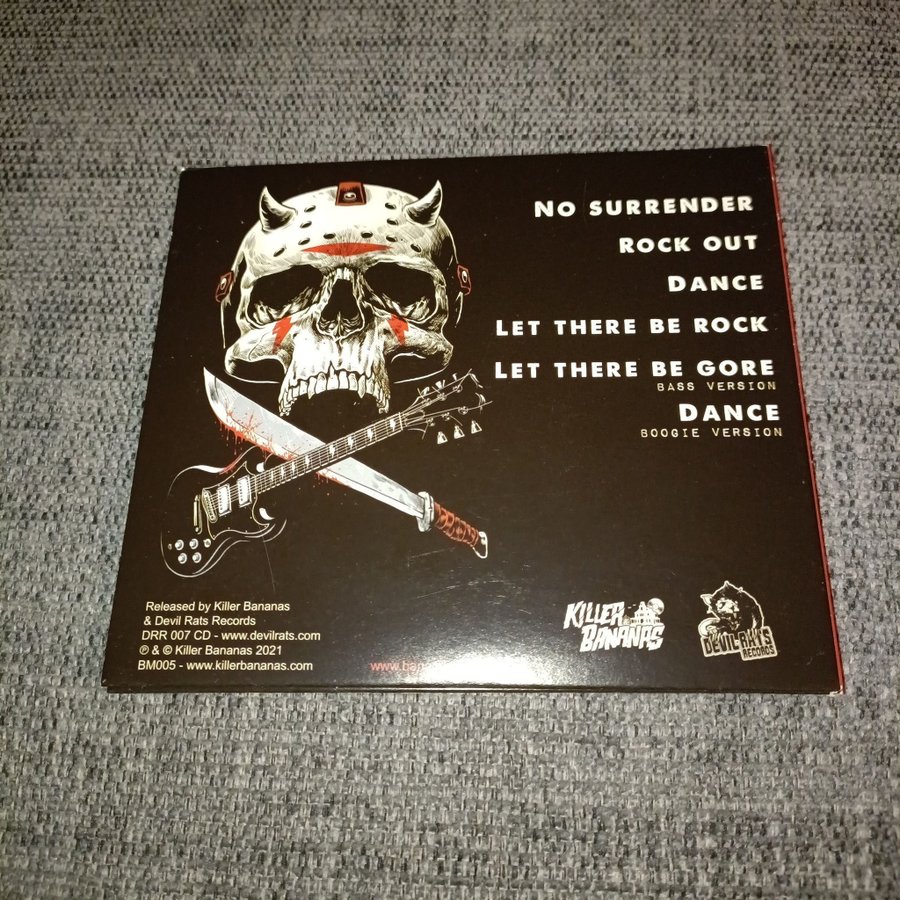 No surrender
Rock out
Dance
Let there be rock
Let there be gore
BASS VERSION
Dance
BOOGIE VERSION
Released by Killer Bananas
& Devil Rats Records
DRR 007 CD - www.devilrats.com
℗ & © Killer Bananas 2021
BM005 - www.killerbananas.com
KILLER
BANANAS
DEVIL RATS
RECORDS